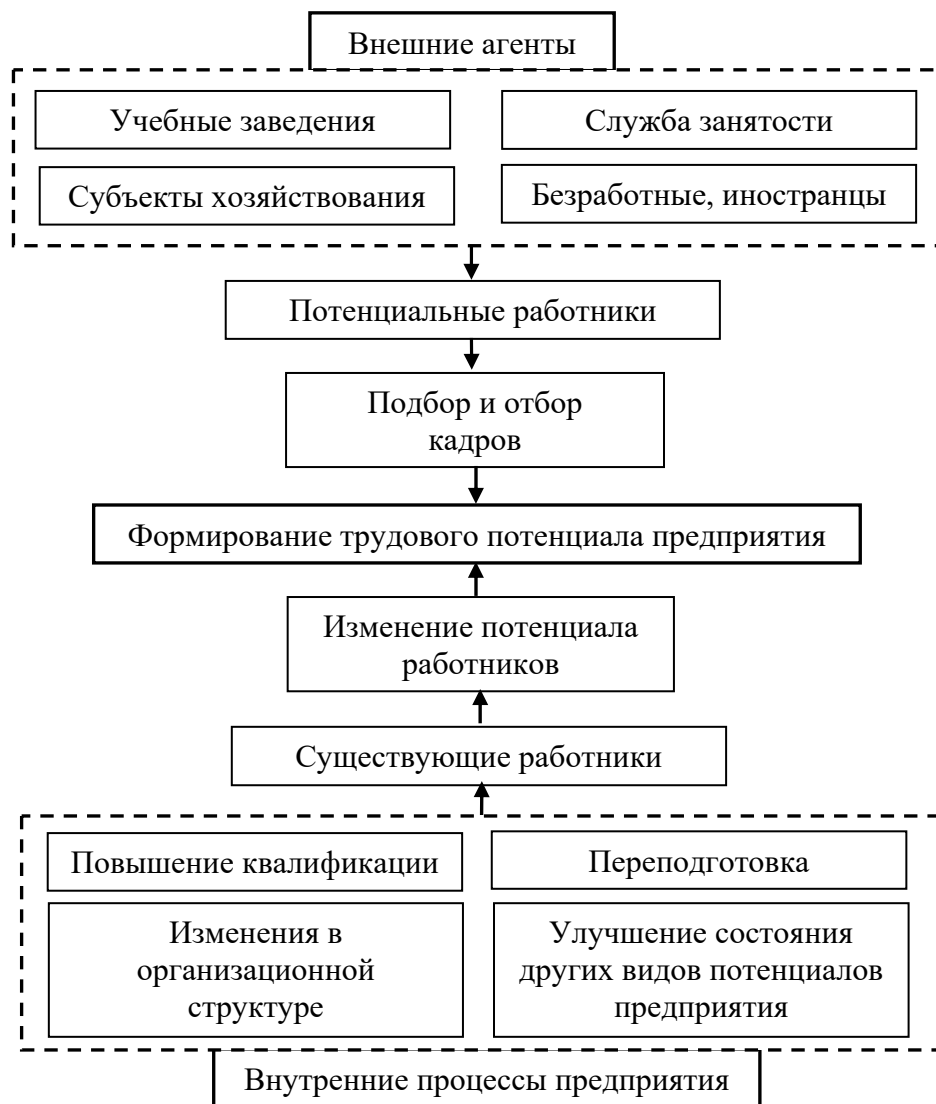 Внешние агенты
Учебные заведения
Служба занятости
Субъекты хозяйствования
Безработные, иностранцы
Потенциальные работники
Подбор и отбор
кадров
Формирование трудового потенциала предприятия
Изменение потенциала
работников
Существующие работники
Повышение квалификации
Переподготовка
Изменения в
организационной
структуре
Улучшение состояния
других видов потенциалов
предприятия
Внутренние процессы предприятия